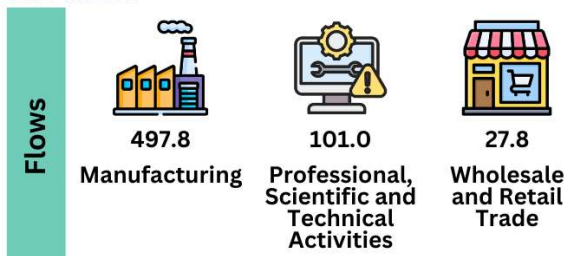 Flows
497.8
Manufacturing
101.0
Professional,
Scientific and
Technical
Activities
27.8
Wholesale
and Retail
Trade